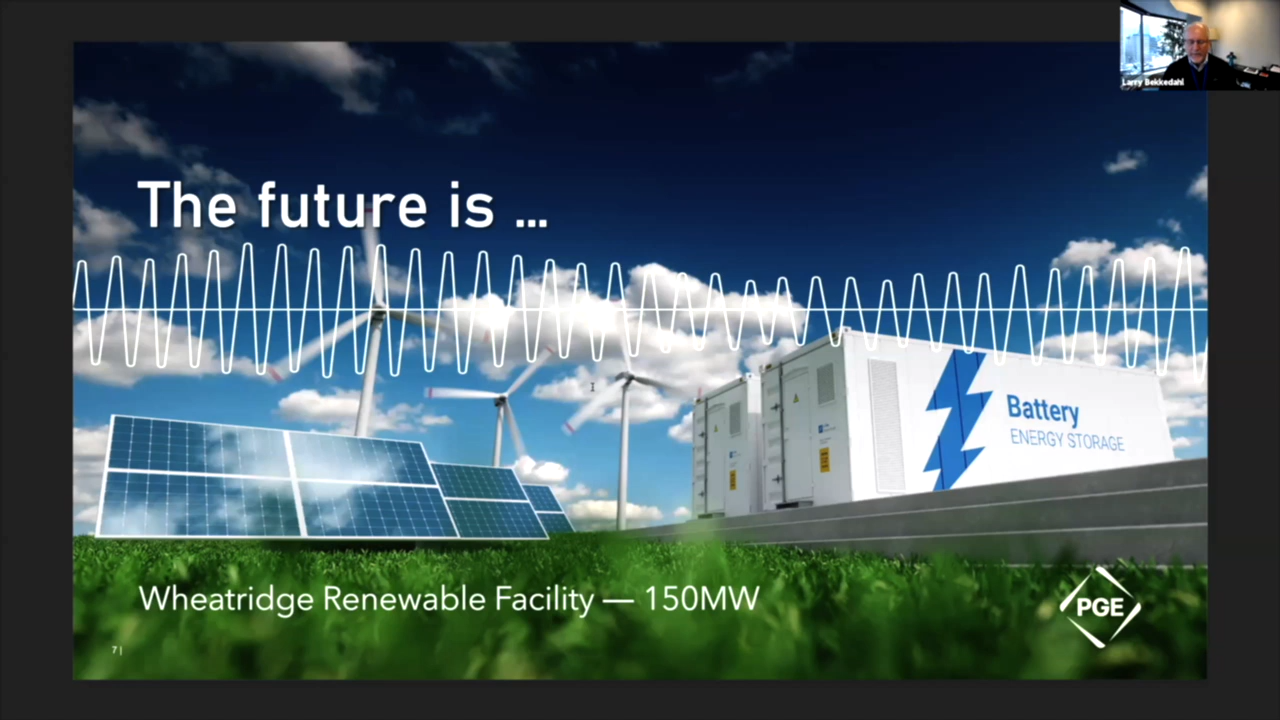 Larry Bekkedahl
The future is ...
Battery
ENERGY STORAGE
Wheatridge Renewable Facility — 150MW
PGE
7 |